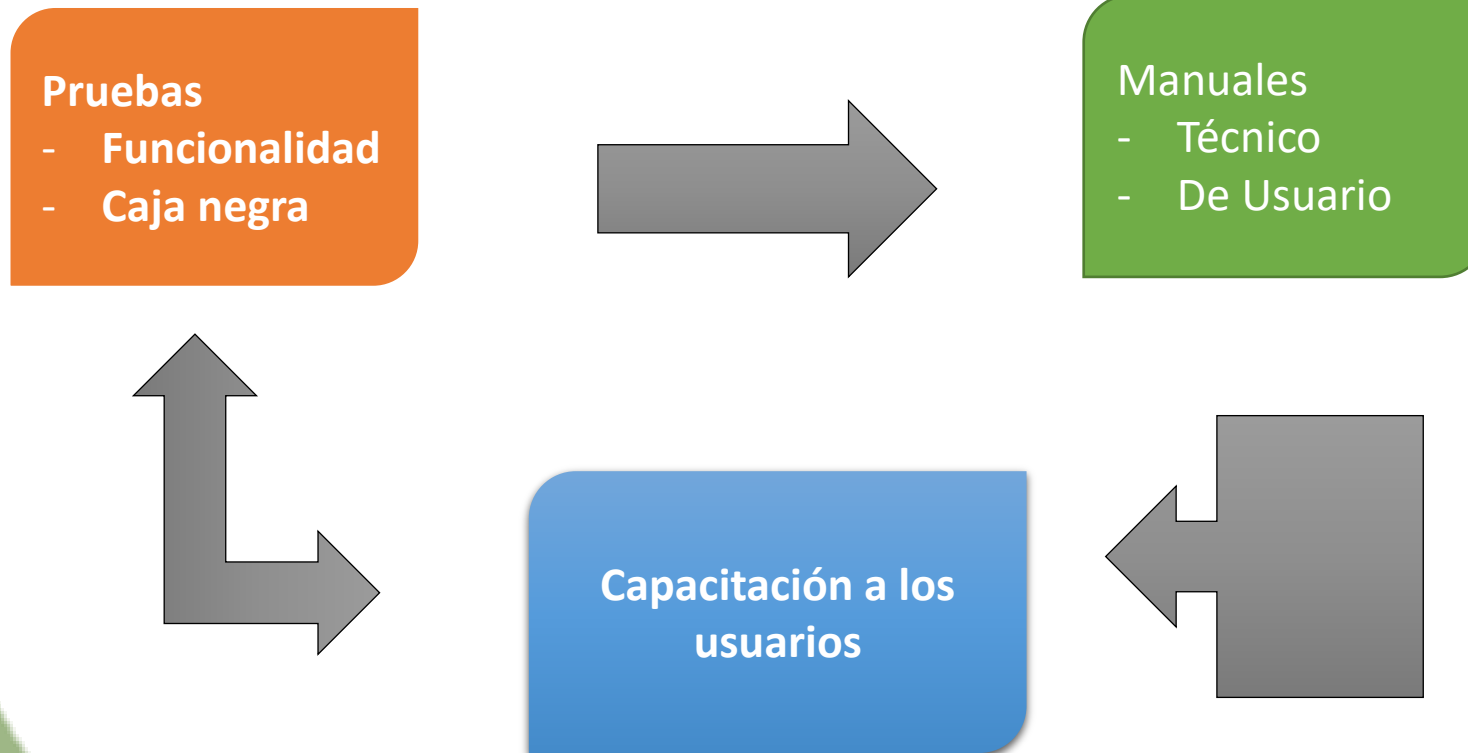 Pruebas
- Funcionalidad
- Caja negra
Manuales
- Técnico
- De Usuario
Capacitación a los
usuarios